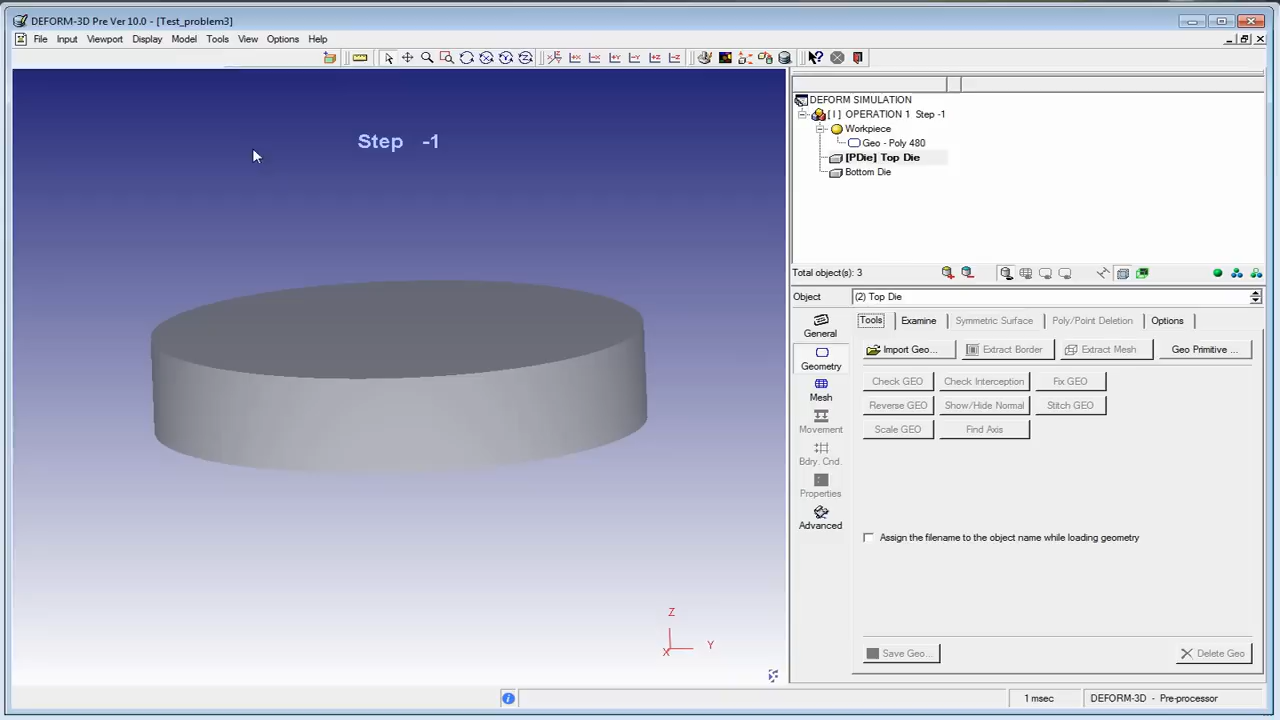 DEFORM-3D Pre Ver 10.0 - [Test_problem3]
File Input Viewport Display Model Tools View Options Help
Step -1
DEFORM SIMULATION
[ I ] OPERATION 1 Step -1
Workpiece
Geo - Poly 480
[PDie] Top Die
Bottom Die
Total object(s): 3
Object (2) Top Die
General
Geometry
Mesh
Movement
Bdry. Cnd.
Properties
Advanced
Tools Examine Symmetric Surface Poly/Point Deletion Options
Import Geo... Extract Border Extract Mesh Geo Primitive ...
Check GEO Check Interception Fix GEO
Reverse GEO Show/Hide Normal Stitch GEO
Scale GEO Find Axis
Assign the filename to the object name while loading geometry
Save Geo... Delete Geo
Z
Y
X
1 msec DEFORM-3D - Pre-processor